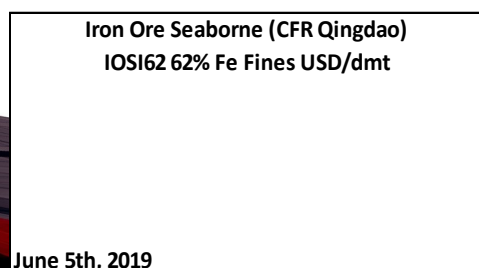 Iron Ore Seaborne (CFR Qingdao)
IOSI62 62% Fe Fines USD/dmt
June 5th, 2019